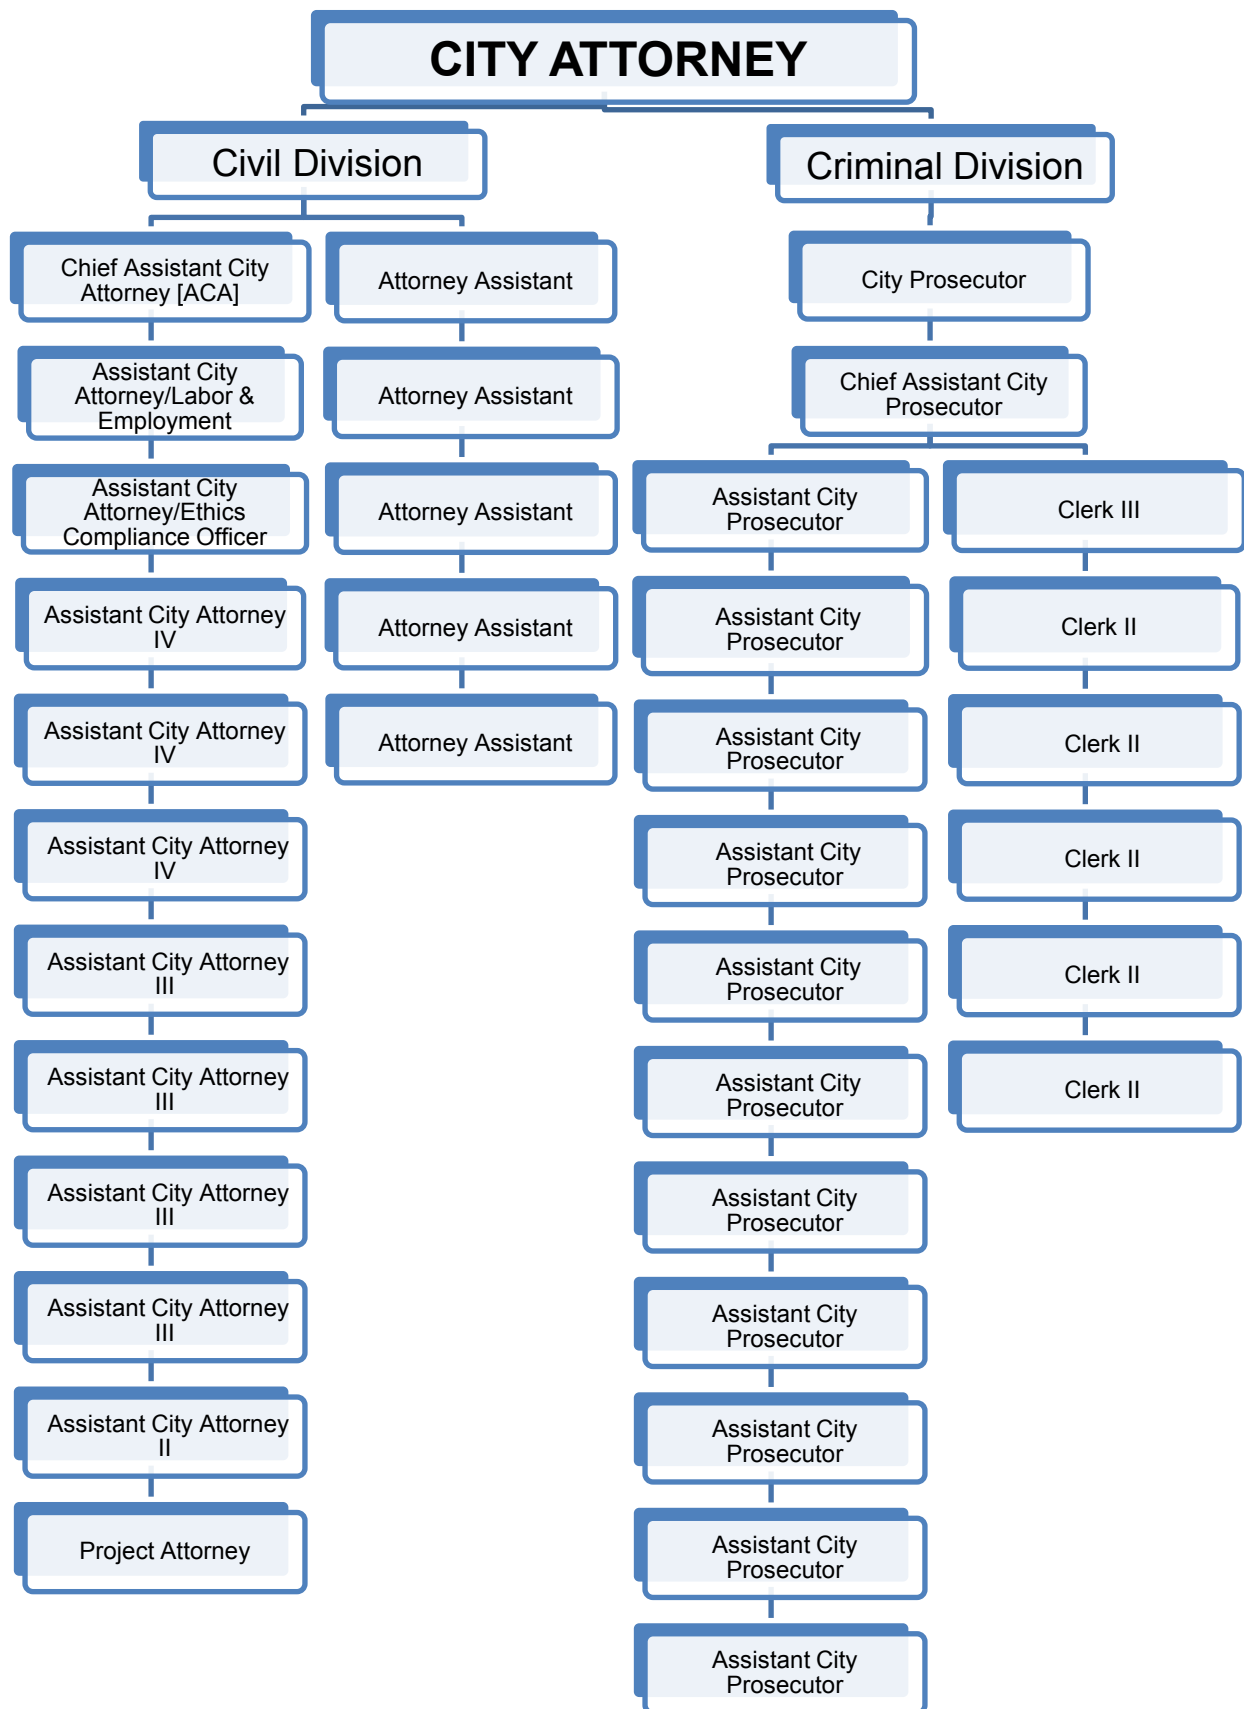 CITY ATTORNEY
Civil Division
Chief Assistant City
Attorney [ACA]
Assistant City
Attorney/Labor &
Employment
Assistant City
Attorney/Ethics
Compliance Officer
Assistant City Attorney
IV
Assistant City Attorney
IV
Assistant City Attorney
IV
Assistant City Attorney
III
Assistant City Attorney
III
Assistant City Attorney
III
Assistant City Attorney
III
Assistant City Attorney
II
Project Attorney
Attorney Assistant
Attorney Assistant
Attorney Assistant
Attorney Assistant
Attorney Assistant
Criminal Division
City Prosecutor
Chief Assistant City
Prosecutor
Assistant City
Prosecutor
Assistant City
Prosecutor
Assistant City
Prosecutor
Assistant City
Prosecutor
Assistant City
Prosecutor
Assistant City
Prosecutor
Assistant City
Prosecutor
Assistant City
Prosecutor
Assistant City
Prosecutor
Assistant City
Prosecutor
Assistant City
Prosecutor
Clerk III
Clerk II
Clerk II
Clerk II
Clerk II
Clerk II